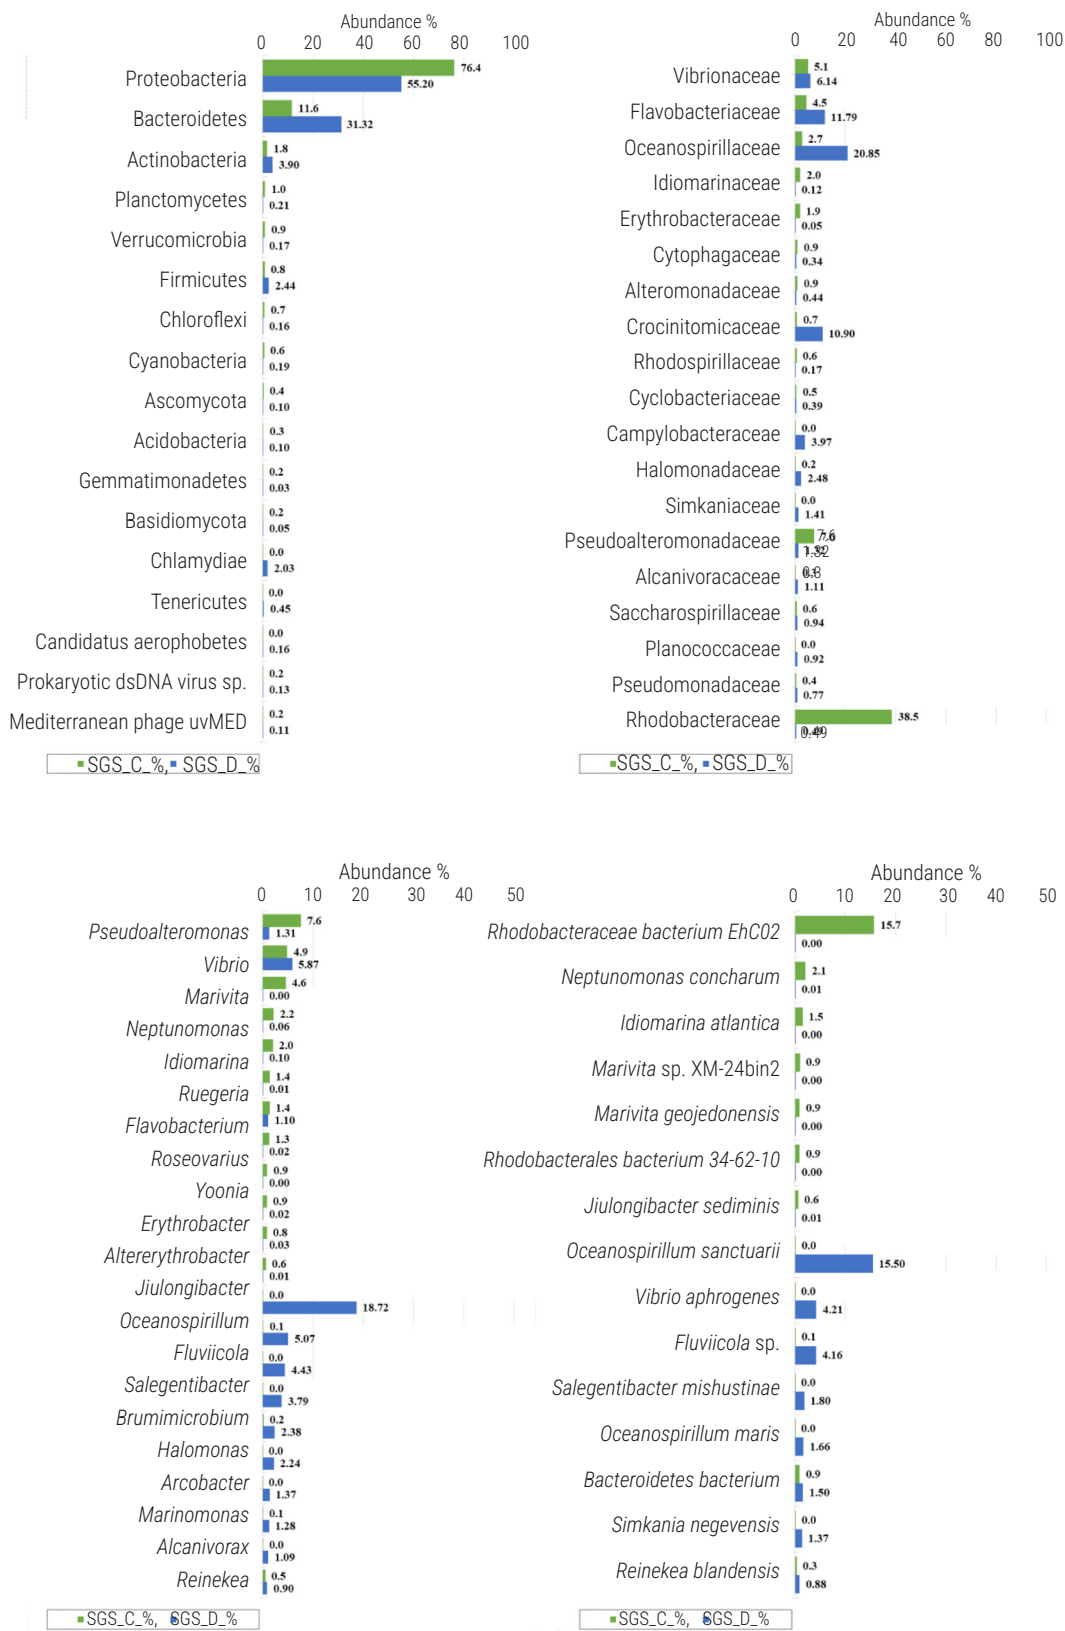 Abundance %
0 20 40 60 80 100
Proteobacteria 76.4 55.20
Bacteroidetes 11.6 31.32
Actinobacteria 1.8 3.90
Planctomycetes 1.0 0.21
Verrucomicrobia 0.9 0.17
Firmicutes 0.8 2.44
Chloroflexi 0.7 0.16
Cyanobacteria 0.6 0.19
Ascomycota 0.4 0.10
Acidobacteria 0.3 0.10
Gemmatimonadetes 0.2 0.03
Basidiomycota 0.2 0.05
Chlamydiae 0.0 2.03
Tenericutes 0.0 0.45
Candidatus aerophobetes 0.0 0.16
Prokaryotic dsDNA virus sp. 0.2 0.13
Mediterranean phage uvMED 0.2 0.11
SGS_C_%, SGS_D_%
Abundance %
0 20 40 60 80 100
Vibrionaceae 5.1 6.14
Flavobacteriaceae 4.5 11.79
Oceanospirillaceae 2.7 20.85
Idiomarinaceae 2.0 0.12
Erythrobacteraceae 1.9 0.05
Cytophagaceae 0.9 0.34
Alteromonadaceae 0.9 0.44
Crocinitomicaceae 0.7 10.90
Rhodospirillaceae 0.6 0.17
Cyclobacteriaceae 0.5 0.39
Campylobacteraceae 0.0 3.97
Halomonadaceae 0.2 2.48
Simkaniaceae 0.0 1.41
Pseudoalteromonadaceae 7.6 1.32
Alcanivoracaceae 1.11
Saccharospirillaceae 0.6 0.94
Planococcaceae 0.0 0.92
Pseudomonadaceae 0.4 0.77
Rhodobacteraceae 38.5 0.49
SGS_C_%, SGS_D_%
Abundance %
0 10 20 30 40 50
Pseudoalteromonas 7.6 1.31
Vibrio 4.9 5.87
Marivita 4.6 0.00
Neptunomonas 2.2 0.06
Idiomarina 2.0 0.10
Ruegeria 1.4 0.01
Flavobacterium 1.4 1.10
Roseovarius 1.3 0.02
Yoonia 0.9 0.00
Erythrobacter 0.9 0.02
Altererythrobacter 0.8 0.03
Jiulongibacter 0.6 0.01
Oceanospirillum 0.0 18.72
Fluviicola 0.1 5.07
Salegentibacter 0.0 4.43
Brumimicrobium 0.0 3.79
Halomonas 0.2 2.38
Arcobacter 0.0 2.24
Marinomonas 0.0 1.37
Alcanivorax 0.1 1.28
Reinekea 0.0 1.09
0.5 0.90
SGS_C_%, SGS_D_%
Abundance %
0 10 20 30 40 50
Rhodobacteraceae bacterium EhC02 15.7 0.00
Neptunomonas concharum 2.1 0.01
Idiomarina atlantica 1.5 0.00
Marivita sp. XM-24bin2 0.9 0.00
Marivita geojedonensis 0.9 0.00
Rhodobacterales bacterium 34-62-10 0.9 0.00
Jiulongibacter sediminis 0.6 0.01
Oceanospirillum sanctuarii 0.0 15.50
Vibrio aphrogenes 0.0 4.21
Fluviicola sp. 0.1 4.16
Salegentibacter mishustinae 0.0 1.80
Oceanospirillum maris 0.0 1.66
Bacteroidetes bacterium 0.9 1.50
Simkania negevensis 0.0 1.37
Reinekea blandensis 0.3 0.88
SGS_C_%, SGS_D_%